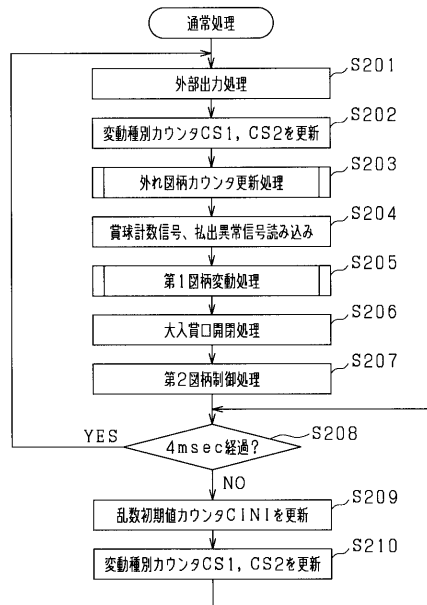 通常処理
S201
外部出力処理
S202
変動種別カウンタCS1，CS2を更新
S203
外れ図柄カウンタ更新処理
S204
賞球計数信号、払出異常信号読み込み
S205
第1図柄変動処理
S206
大入賞口開閉処理
S207
第2図柄制御処理
S208
YES
4msec経過?
NO
S209
乱数初期値カウンタCiNIを更新
S210
変動種別カウンタCS1，CS2を更新